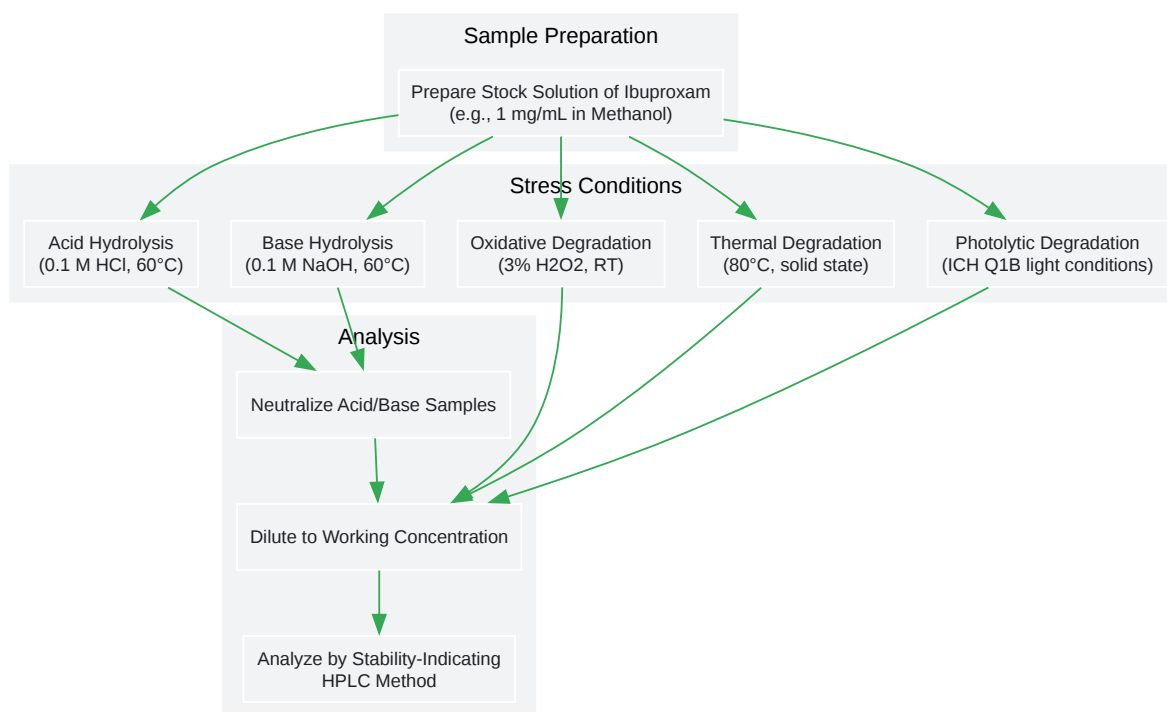 Sample Preparation
Prepare Stock Solution of Ibuproxam
(e.g., 1 mg/mL in Methanol)
Stress Conditions
Acid Hydrolysis
(0.1 M HCl, 60°C)
Base Hydrolysis
(0.1 M NaOH, 60°C)
Oxidative Degradation
(3% H2O2, RT)
Thermal Degradation
(80°C, solid state)
Photolytic Degradation
(ICH Q1B light conditions)
Analysis
Neutralize Acid/Base Samples
Dilute to Working Concentration
Analyze by Stability-Indicating
HPLC Method